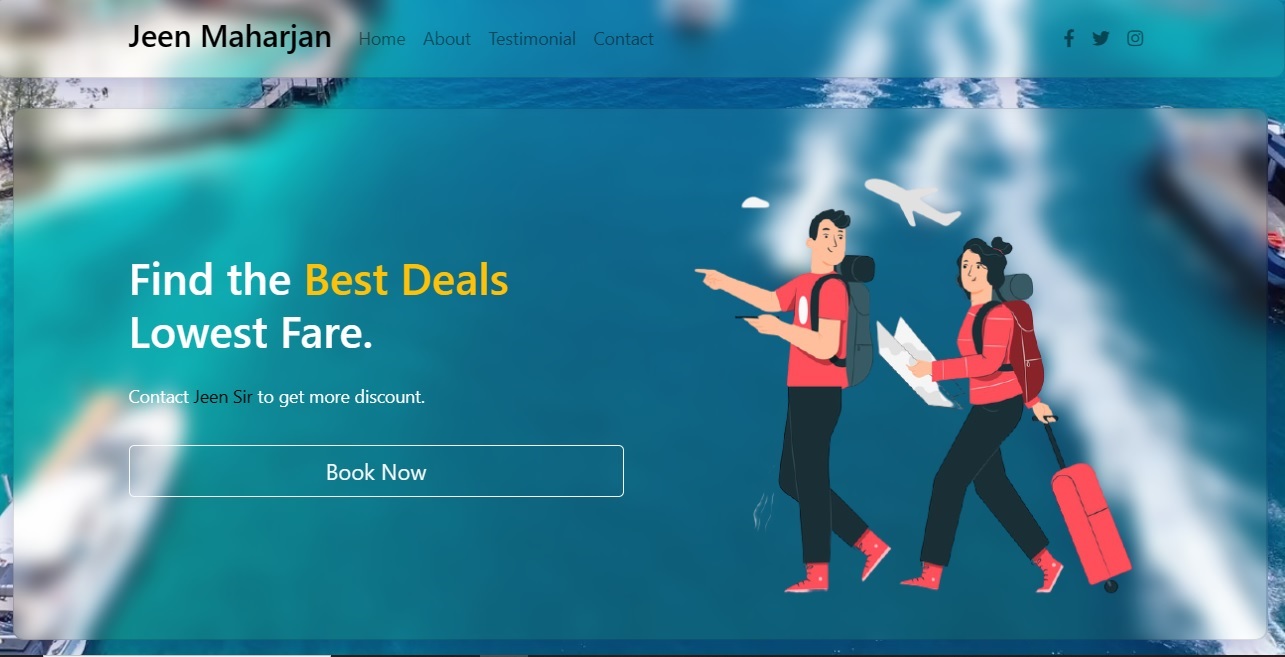 Jeen Maharjan Home About Testimonial Contact
Find the Best Deals
Lowest Fare.
Contact Jeen Sir to get more discount.
Book Now